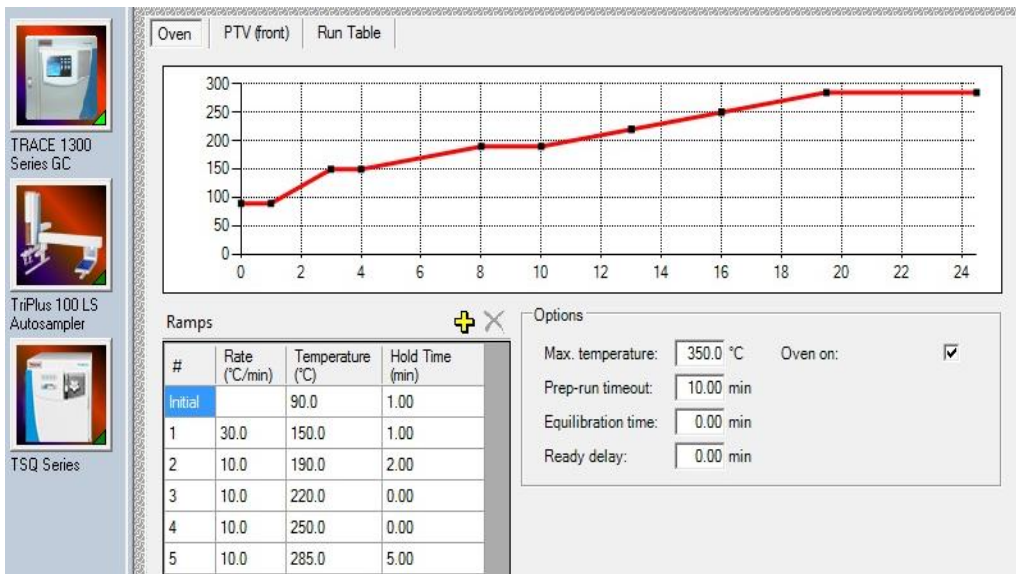 Oven PTV (front) Run Table
300
250
200
150
100
50
0
0 2 4 6 8 10 12 14 16 18 20 22 24
TRACE 1300
Series GC
TriPlus 100 LS
Autosampler
TSQ Series
Ramps
# Rate (°C/min) Temperature (°C) Hold Time (min)
Initial 90.0 1.00
1 30.0 150.0 1.00
2 10.0 190.0 2.00
3 10.0 220.0 0.00
4 10.0 250.0 0.00
5 10.0 285.0 5.00
Options
Max. temperature: 350.0 °C Oven on:
Prep-run timeout: 10.00 min
Equilibration time: 0.00 min
Ready delay: 0.00 min